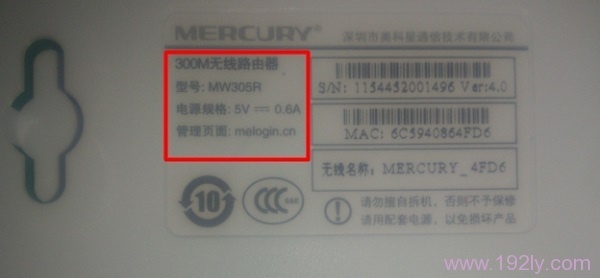 MERCURY 深圳市美科星通信技术有限公司
300M无线路由器
型号: MW305R
电源规格: 5V⎓0.6A
管理页面: melogin.cn
S/N: 1154452001496 Ver:4.0
MAC: 6C5940864FD6
无线名称: MERCURY_4FD6
10
CCC
请勿擅自拆机, 否则不予保修
请用配套电源, 以免损坏产品
www.192ly.com